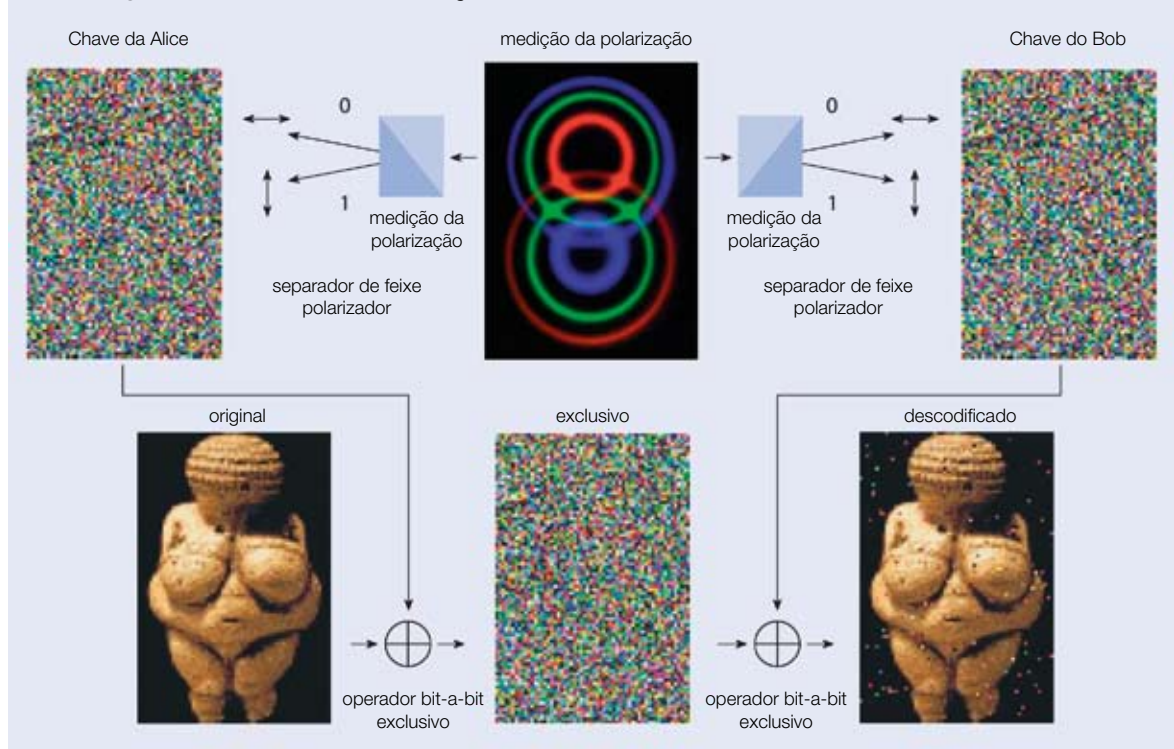 Chave da Alice
medição da polarização
Chave do Bob
0
0
1
1
medição da
polarização
medição da
polarização
separador de feixe
polarizador
separador de feixe
polarizador
original
exclusivo
descodificado
operador bit-a-bit
exclusivo
operador bit-a-bit
exclusivo